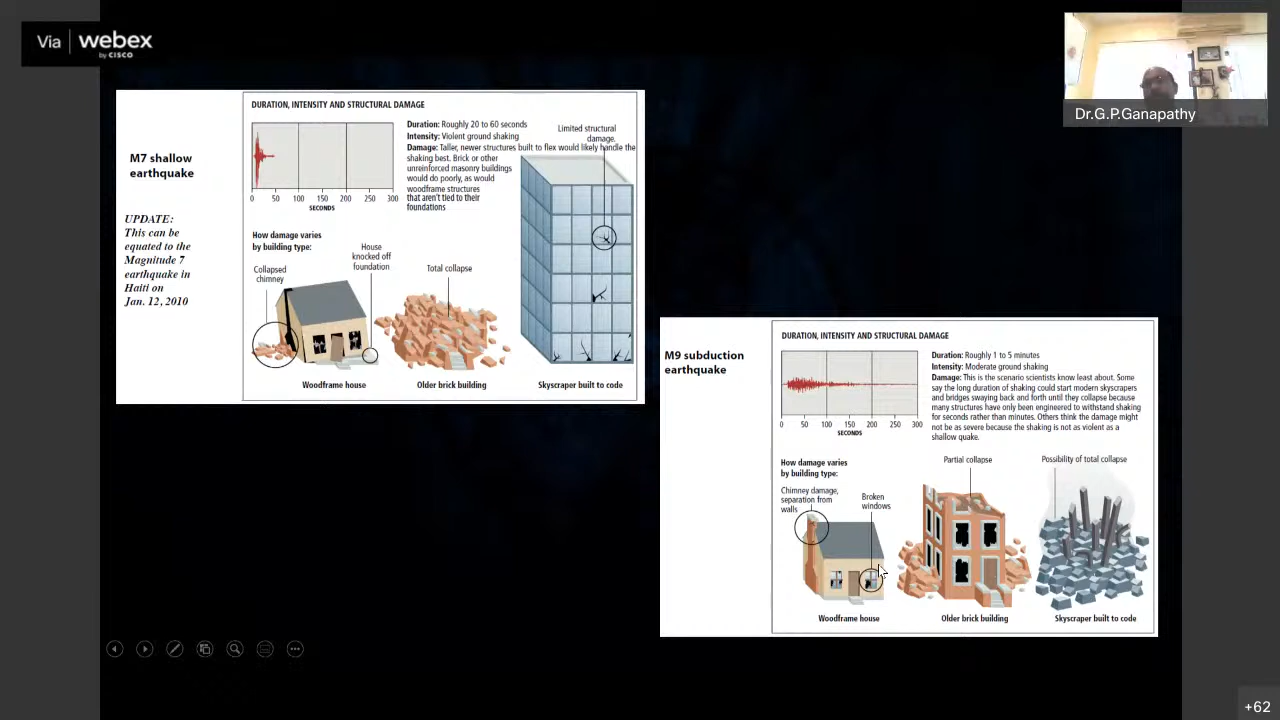 Via
webex
by CISCO
Dr.G.P.Ganapathy
M7 shallow
earthquake
UPDATE:
This can be
equated to the
Magnitude 7
earthquake in
Haiti on
Jan. 12, 2010
DURATION, INTENSITY AND STRUCTURAL DAMAGE
0 50 100 150 200 250 300
SECONDS
Duration: Roughly 20 to 60 seconds
Intensity: Violent ground shaking
Damage: Taller, newer structures built to flex would likely handle the
shaking best. Brick or other
unreinforced masonry buildings
would do poorly, as would
woodframe structures
that aren't tied to their
foundations
Limited structural
damage.
How damage varies
by building type:
Collapsed
chimney
House
knocked off
foundation
Total collapse
Woodframe house
Older brick building
Skyscraper built to code
M9 subduction
earthquake
DURATION, INTENSITY AND STRUCTURAL DAMAGE
0 50 100 150 200 250 300
SECONDS
Duration: Roughly 1 to 5 minutes
Intensity: Moderate ground shaking
Damage: This is the scenario scientists know least about. Some
say the long duration of shaking could start modern skyscrapers
and bridges swaying back and forth until they collapse because
many structures have only been engineered to withstand shaking
for seconds rather than minutes. Others think the damage might
not be as severe because the shaking is not as violent as a
shallow quake.
How damage varies
by building type:
Chimney damage,
separation from
walls
Broken
windows
Partial collapse
Possibility of total collapse
Woodframe house
Older brick building
Skyscraper built to code
+62